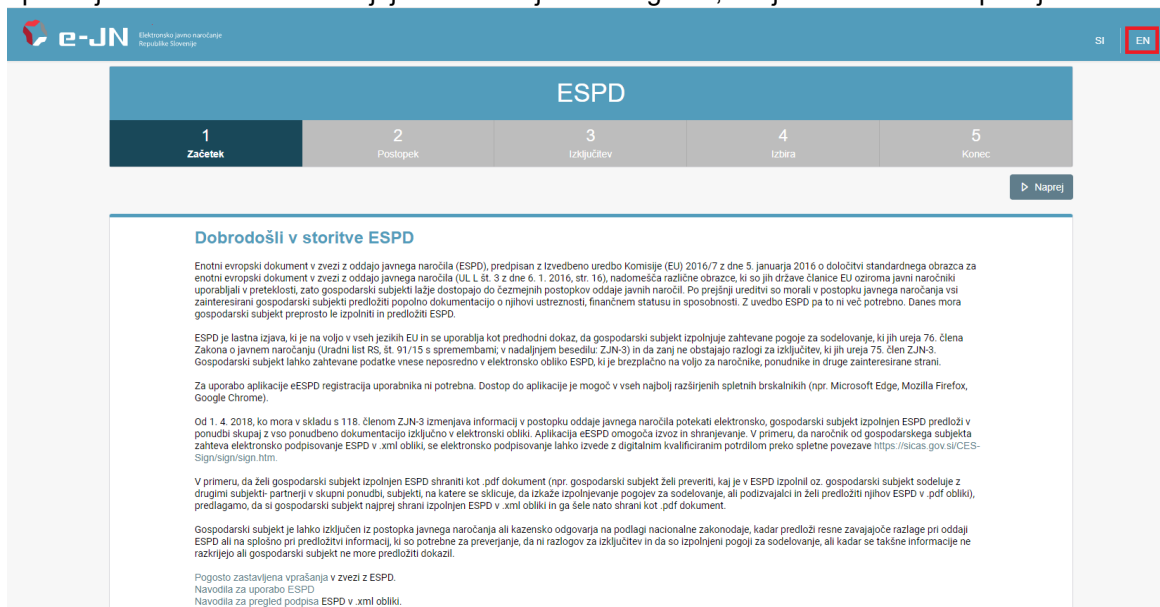 e-JN Elektronsko javno naročanje
Republike Slovenije
SI EN
ESPD
1 2 3 4 5
Začetek Postopek Izključitev Izbira Konec
Naprej
Dobrodošli v storitve ESPD
Enotni evropski dokument v zvezi z oddajo javnega naročila (ESPD), predpisan z Izvedbeno uredbo Komisije (EU) 2016/7 z dne 5. januarja 2016 o določitvi standardnega obrazca za
enotni evropski dokument v zvezi z oddajo javnega naročila (UL L št. 3 z dne 6. 1. 2016, str. 16), nadomešča različne obrazce, ki so jih države članice EU oziroma javni naročniki
uporabljali v preteklosti, zato gospodarski subjekti lažje dostopajo do čezmejnih postopkov oddaje javnih naročil. Po prejšnji ureditvi so morali v postopku javnega naročanja vsi
zainteresirani gospodarski subjekti predložiti popolno dokumentacijo o njihovi ustreznosti, finančnem statusu in sposobnosti. Z uvedbo ESPD pa to ni več potrebno. Danes mora
gospodarski subjekt preprosto le izpolniti in predložiti ESPD.
ESPD je lastna izjava, ki je na voljo v vseh jezikih EU in se uporablja kot predhodni dokaz, da gospodarski subjekt izpolnjuje zahtevane pogoje za sodelovanje, ki jih ureja 76. člena
Zakona o javnem naročanju (Uradni list RS, št. 91/15 s spremembami; v nadaljnjem besedilu: ZJN-3) in da zanj ne obstajajo razlogi za izključitev, ki jih ureja 75. člen ZJN-3.
Gospodarski subjekt lahko zahtevane podatke vnese neposredno v elektronsko obliko ESPD, ki je brezplačno na voljo za naročnike, ponudnike in druge zainteresirane strani.
Za uporabo aplikacije eESPD registracija uporabnika ni potrebna. Dostop do aplikacije je mogoč v vseh najbolj razširjenih spletnih brskalnikih (npr. Microsoft Edge, Mozilla Firefox,
Google Chrome).
Od 1. 4. 2018, ko mora v skladu s 118. členom ZJN-3 izmenjava informacij v postopku oddaje javnega naročila potekati elektronsko, gospodarski subjekt izpolnjen ESPD predloži v
ponudbi skupaj z vso ponudbeno dokumentacijo izključno v elektronski obliki. Aplikacija eESPD omogoča izvoz in shranjevanje. V primeru, da naročnik od gospodarskega subjekta
zahteva elektronsko podpisovanje ESPD v .xml obliki, se elektronsko podpisovanje lahko izvede z digitalnim kvalificiranim potrdilom preko spletne povezave https://sicas.gov.si/CES-
Sign/sign/sign.htm.
V primeru, da želi gospodarski subjekt izpolnjen ESPD shraniti kot .pdf dokument (npr. gospodarski subjekt želi preveriti, kaj je v ESPD izpolnil oz. gospodarski subjekt sodeluje z
drugimi subjekti- partnerji v skupni ponudbi, subjekti, na katere se sklicuje, da izkaže izpolnjevanje pogojev za sodelovanje, ali podizvajalci in želi predložiti njihov ESPD v .pdf obliki),
predlagamo, da si gospodarski subjekt najprej shrani izpolnjen ESPD v .xml obliki in ga šele nato shrani kot .pdf dokument.
Gospodarski subjekt je lahko izključen iz postopka javnega naročanja ali kazensko odgovarja na podlagi nacionalne zakonodaje, kadar predloži resne zavajajoče razlage pri oddaji
ESPD ali na splošno pri predložitvi informacij, ki so potrebne za preverjanje, da ni razlogov za izključitev in da so izpolnjeni pogoji za sodelovanje, ali kadar se takšne informacije ne
razkrijejo ali gospodarski subjekt ne more predložiti dokazil.
Pogosto zastavljena vprašanja v zvezi z ESPD.
Navodila za uporabo ESPD
Navodila za pregled podpisa ESPD v .xml obliki.